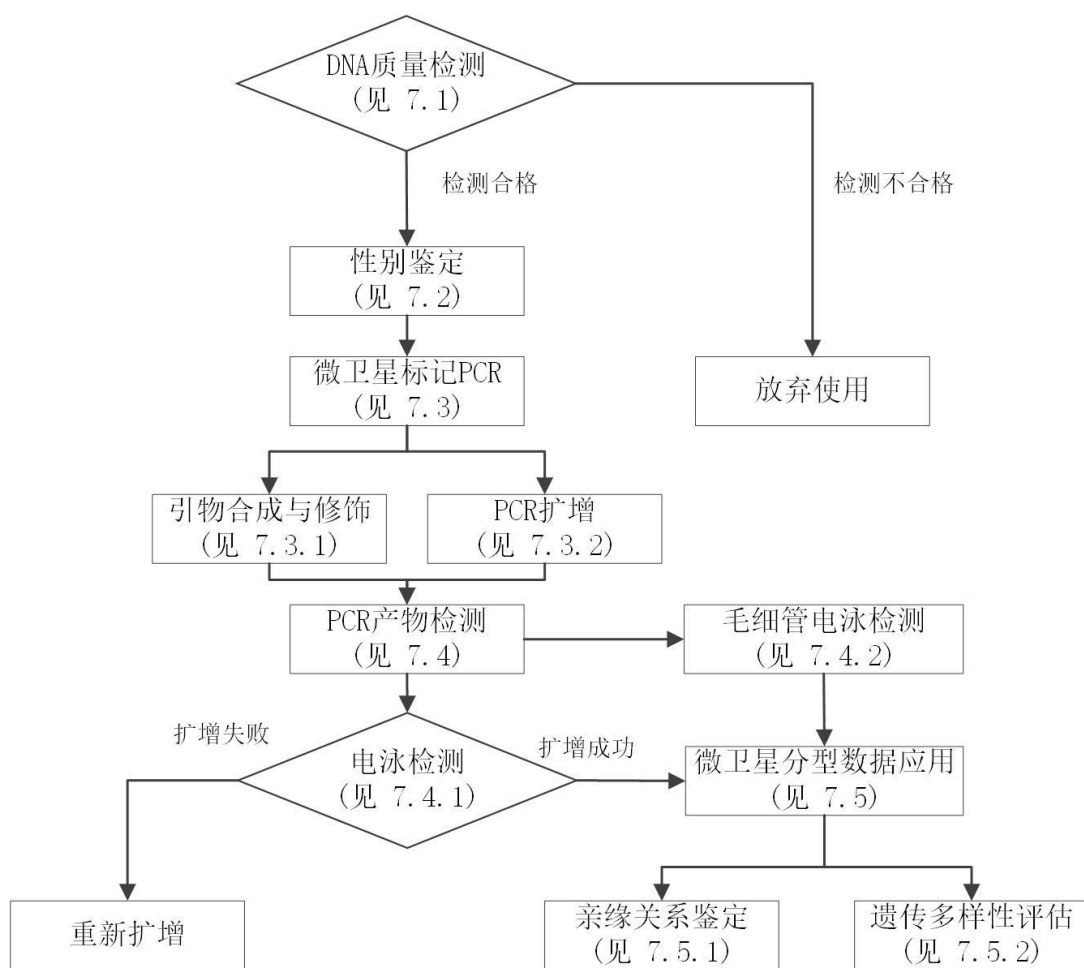 DNA质量检测
(见 7.1)
检测合格
检测不合格
性别鉴定
(见 7.2)
微卫星标记PCR
(见 7.3)
放弃使用
引物合成与修饰
(见 7.3.1)
PCR扩增
(见 7.3.2)
PCR产物检测
(见 7.4)
毛细管电泳检测
(见 7.4.2)
扩增失败
电泳检测
(见 7.4.1)
扩增成功
微卫星分型数据应用
(见 7.5)
重新扩增
亲缘关系鉴定
(见 7.5.1)
遗传多样性评估
(见 7.5.2)